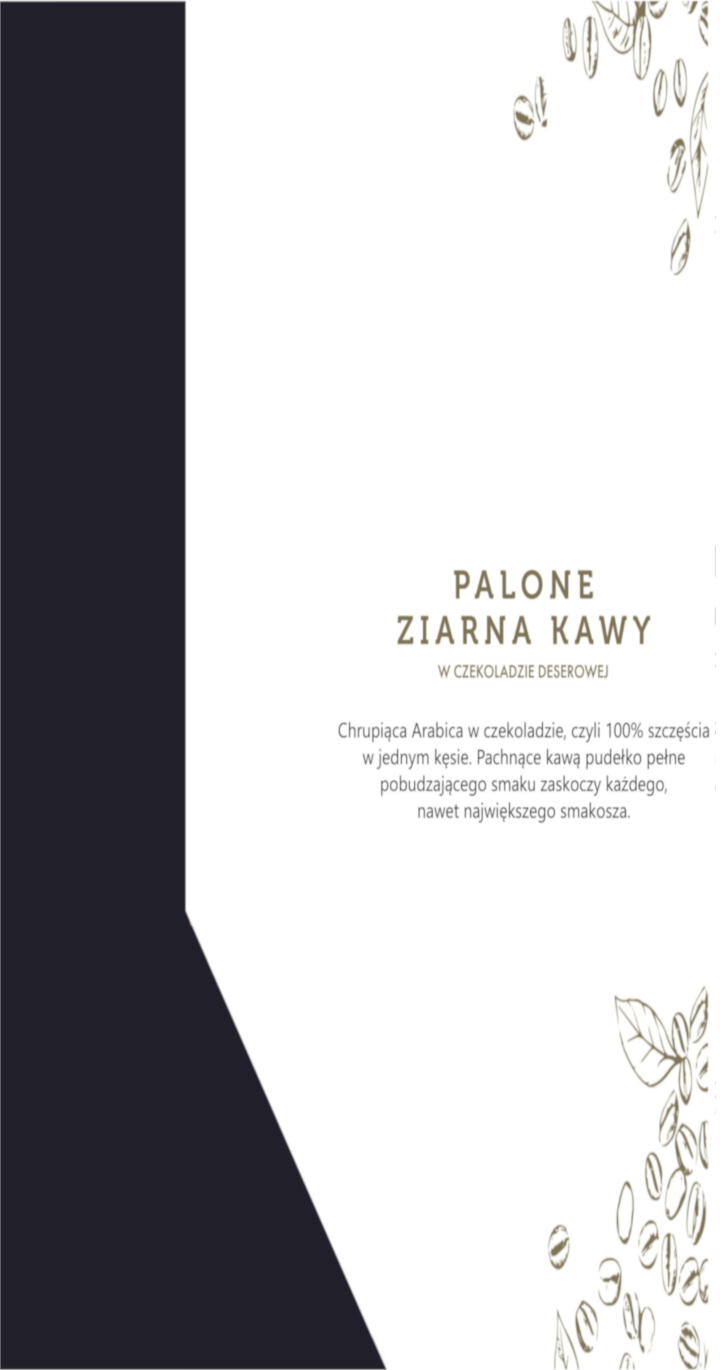 PALONE
ZIARNA KAWY
W CZEKOLADZIE DESEROWEJ
Chrupiąca Arabica w czekoladzie, czyli 100% szczęścia
w jednym kęsie. Pachnące kawą pudełko pełne
pobudzającego smaku zaskoczy każdego,
nawet największego smakosza.